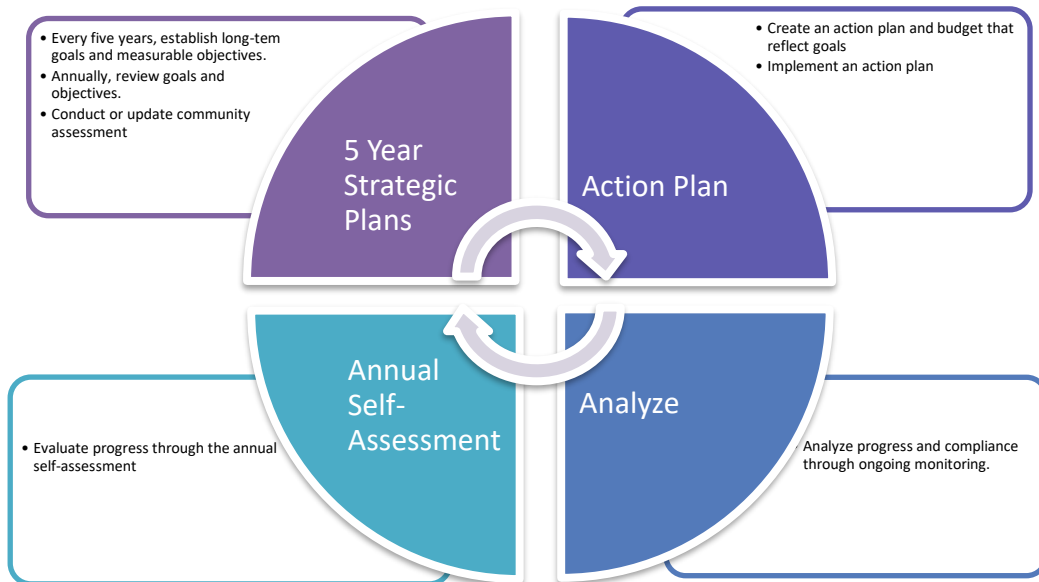 • Every five years, establish long-tem
goals and measurable objectives.
• Annually, review goals and
objectives.
• Conduct or update community
assessment
• Create an action plan and budget that
reflect goals
• Implement an action plan
5 Year
Strategic
Plans
Action Plan
Annual
Self-
Assessment
Analyze
• Evaluate progress through the annual
self-assessment
• Analyze progress and compliance
through ongoing monitoring.